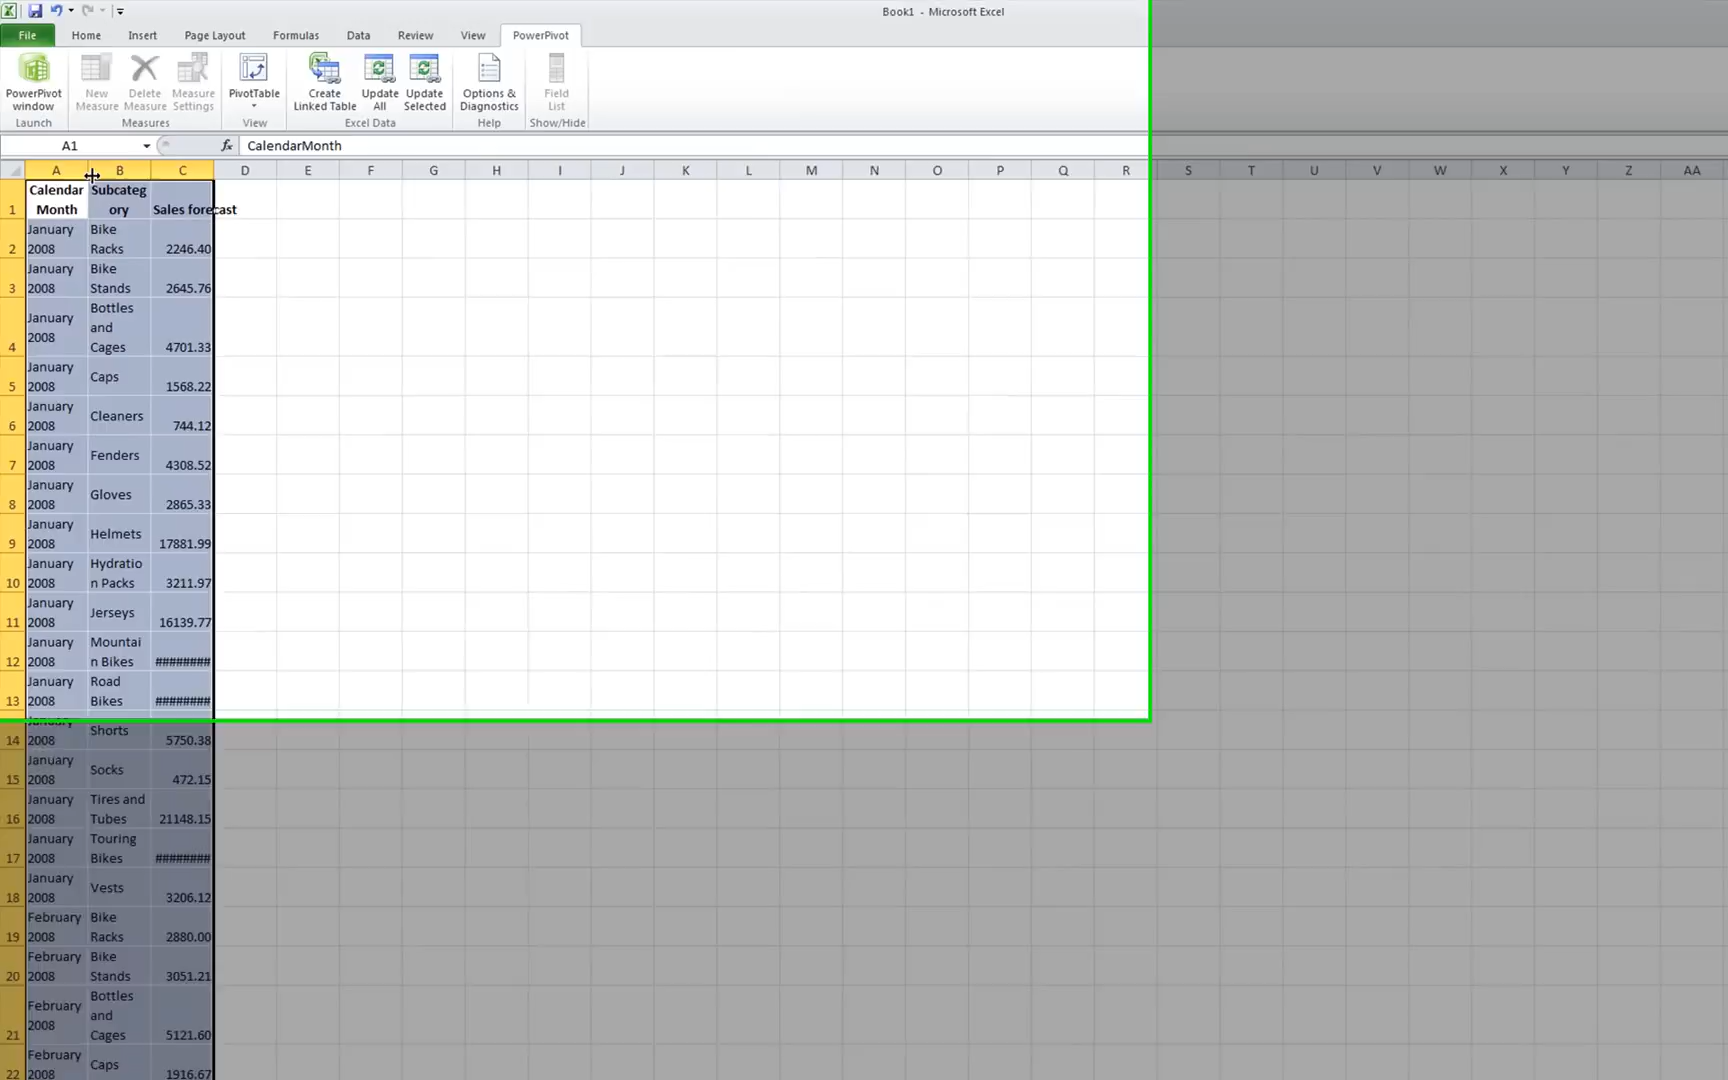 Book1 - Microsoft Excel
File Home Insert Page Layout Formulas Data Review View PowerPivot
PowerPivot window
New Measure
Delete Measure
Measure Settings
PivotTable
Create Linked Table
Update All
Update Selected
Options & Diagnostics
Field List
Launch Measures View Excel Data Help Show/Hide
A1 fx CalendarMonth
A B C D E F G H I J K L M N O P Q R S T U V W X Y Z AA
1 Calendar Month Subcateg ory Sales forecast
2 January 2008 Bike Racks 2246.40
3 January 2008 Bike Stands 2645.76
4 January 2008 Bottles and Cages 4701.33
5 January 2008 Caps 1568.22
6 January 2008 Cleaners 744.12
7 January 2008 Fenders 4308.52
8 January 2008 Gloves 2865.33
9 January 2008 Helmets 17881.99
10 January 2008 Hydratio n Packs 3211.97
11 January 2008 Jerseys 16139.77
12 January 2008 Mountai n Bikes ########
13 January 2008 Road Bikes ########
14 January 2008 Shorts 5750.38
15 January 2008 Socks 472.15
16 January 2008 Tires and Tubes 21148.15
17 January 2008 Touring Bikes ########
18 January 2008 Vests 3206.12
19 February 2008 Bike Racks 2880.00
20 February 2008 Bike Stands 3051.21
21 February 2008 Bottles and Cages 5121.60
22 February 2008 Caps 1916.67